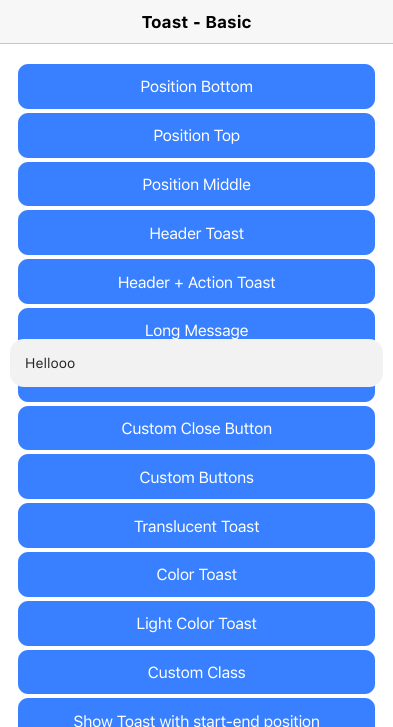 Toast - Basic
Position Bottom
Position Top
Position Middle
Header Toast
Header + Action Toast
Long Message
Hellooo
Custom Close Button
Custom Buttons
Translucent Toast
Color Toast
Light Color Toast
Custom Class
Show Toast with start-end position